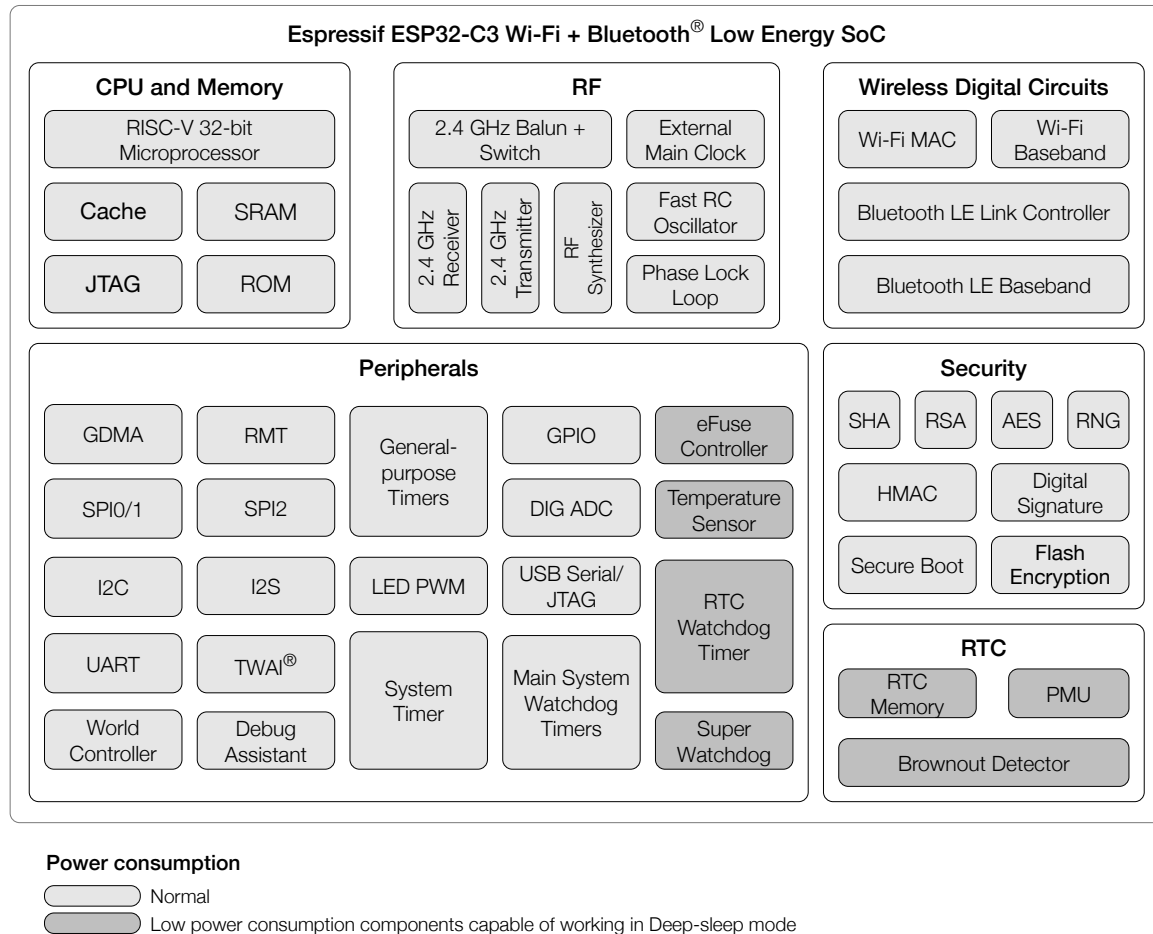 Espressif ESP32-C3 Wi-Fi + Bluetooth® Low Energy SoC
CPU and Memory
RISC-V 32-bit
Microprocessor
Cache
SRAM
JTAG
ROM
RF
2.4 GHz Balun +
Switch
External
Main Clock
2.4 GHz
Receiver
2.4 GHz
Transmitter
RF
Synthesizer
Fast RC
Oscillator
Phase Lock
Loop
Wireless Digital Circuits
Wi-Fi MAC
Wi-Fi
Baseband
Bluetooth LE Link Controller
Bluetooth LE Baseband
Peripherals
GDMA
RMT
General-
purpose
Timers
GPIO
eFuse
Controller
SPI0/1
SPI2
DIG ADC
Temperature
Sensor
I2C
I2S
LED PWM
USB Serial/
JTAG
RTC
Watchdog
Timer
UART
TWAI®
System
Timer
Main System
Watchdog
Timers
World
Controller
Debug
Assistant
Super
Watchdog
Security
SHA
RSA
AES
RNG
HMAC
Digital
Signature
Secure Boot
Flash
Encryption
RTC
RTC
Memory
PMU
Brownout Detector
Power consumption
Normal
Low power consumption components capable of working in Deep-sleep mode